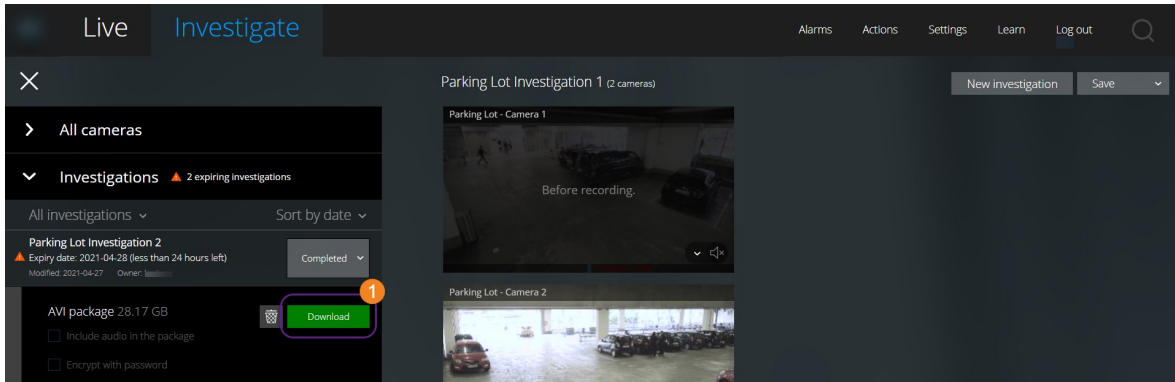 Live Investigate
Alarms Actions Settings Learn Log out
Parking Lot Investigation 1 (2 cameras)
New investigation Save
All cameras
Investigations 2 expiring investigations
All investigations Sort by date
Parking Lot Investigation 2
Expiry date: 2021-04-28 (less than 24 hours left)
Modified: 2021-04-27 Owner:
Completed
1
AVI package 28.17 GB
Download
Include audio in the package
Encrypt with password
Parking Lot - Camera 1
Before recording.
Parking Lot - Camera 2